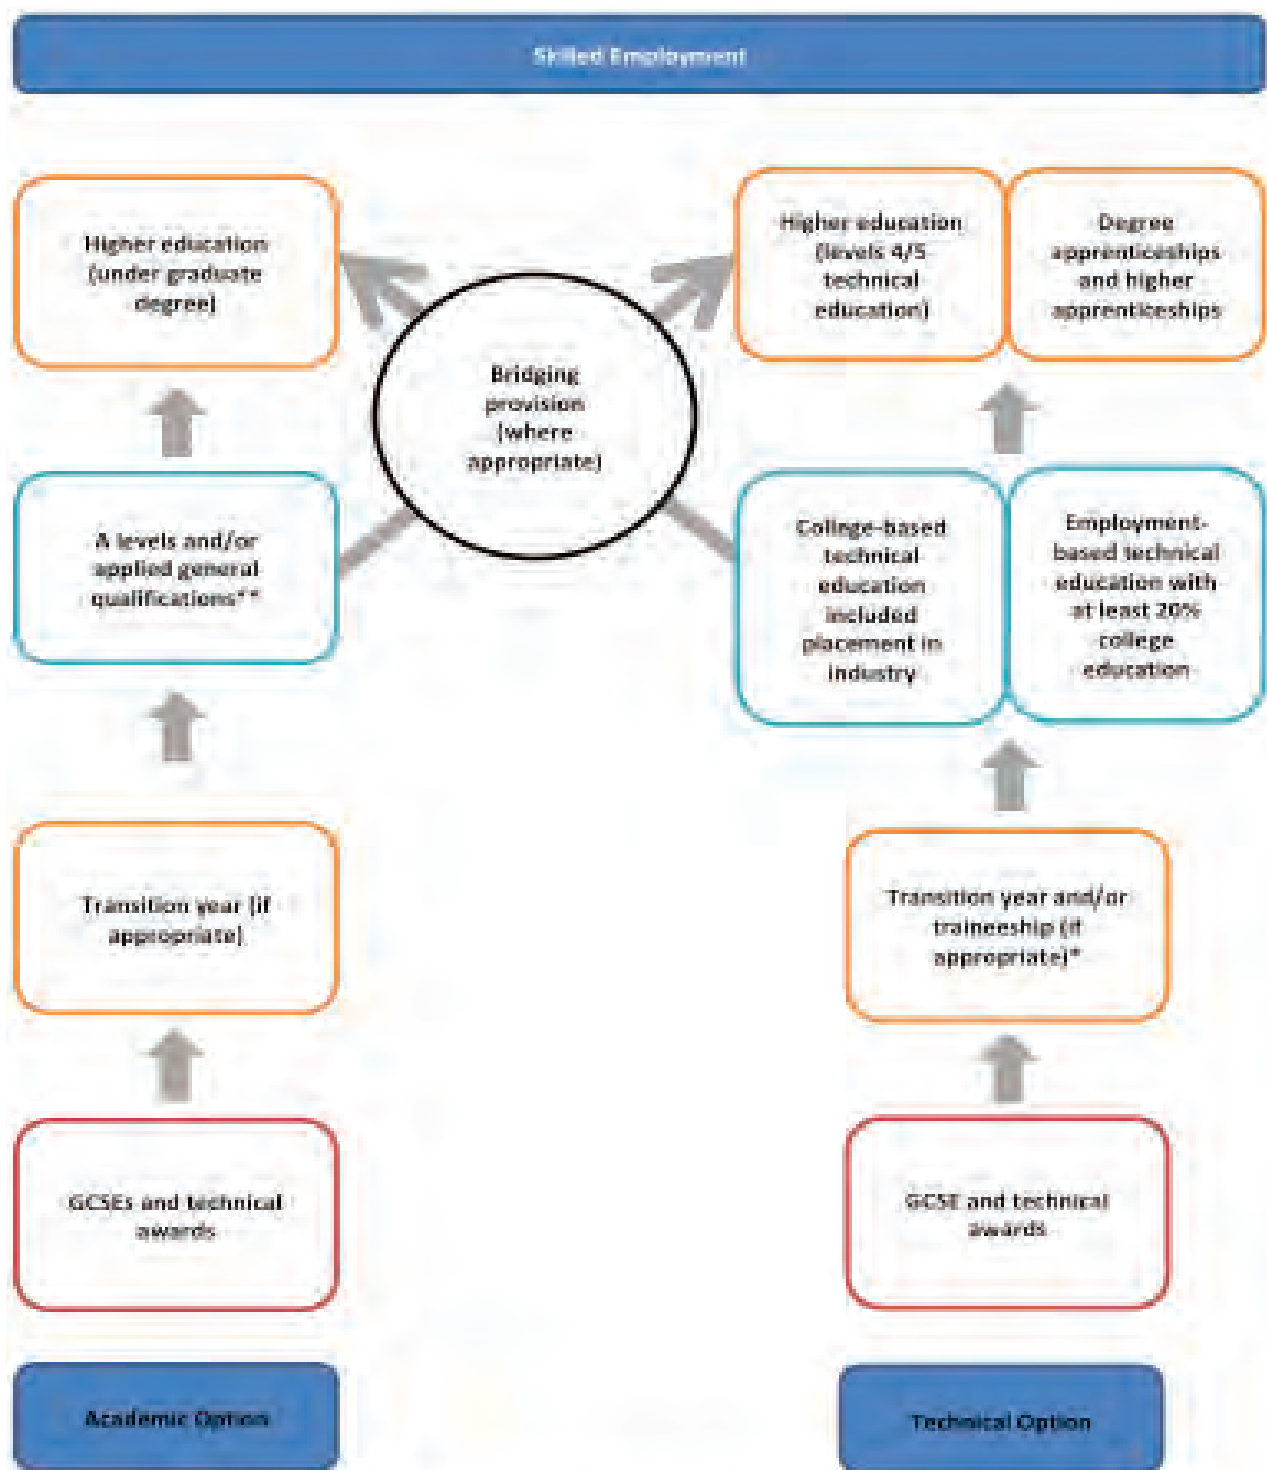 Skilled Employment
Higher education
(under graduate
degree)
Higher education
(levels 4/5
technical
education)
Degree
apprenticeships
and higher
apprenticeships
Bridging
provision
(where
appropriate)
A levels and/or
applied general
qualifications**
College-based
technical
education
included
placement in
industry
Employment-
based technical
education with
at least 20%
college
education
Transition year (if
appropriate)
Transition year and/or
traineeship (if
appropriate)*
GCSEs and technical
awards
GCSE and technical
awards
Academic Option
Technical Option